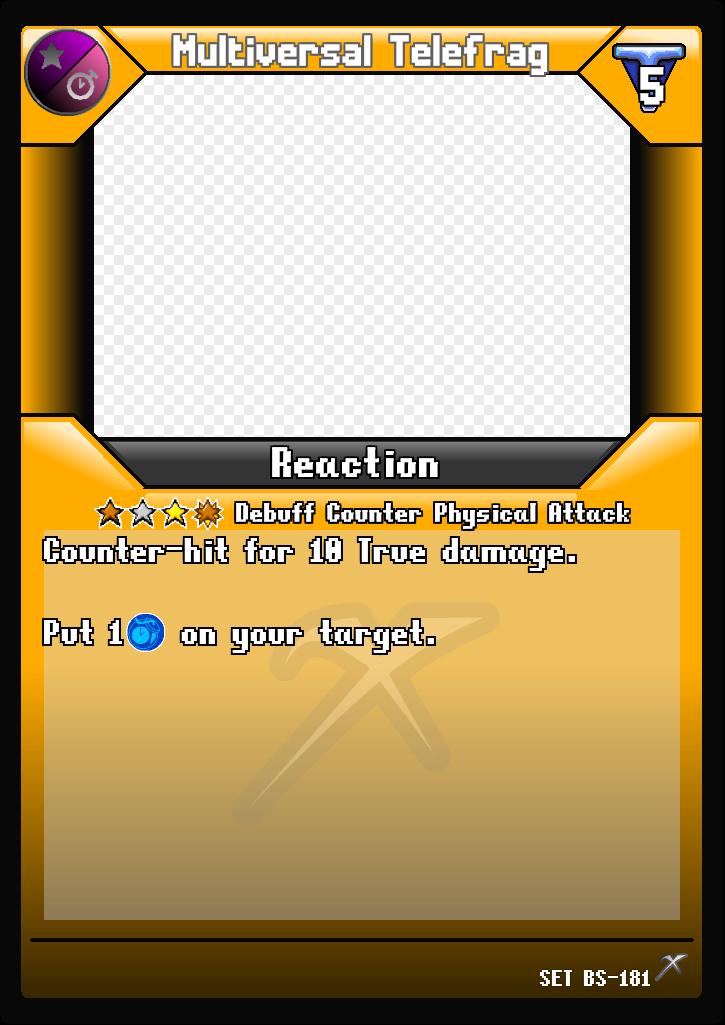 Multiversal Telefrag
5
Reaction
Debuff Counter Physical Attack
Counter-hit for 10 True damage.
Put 1 on your target.
SET BS-181